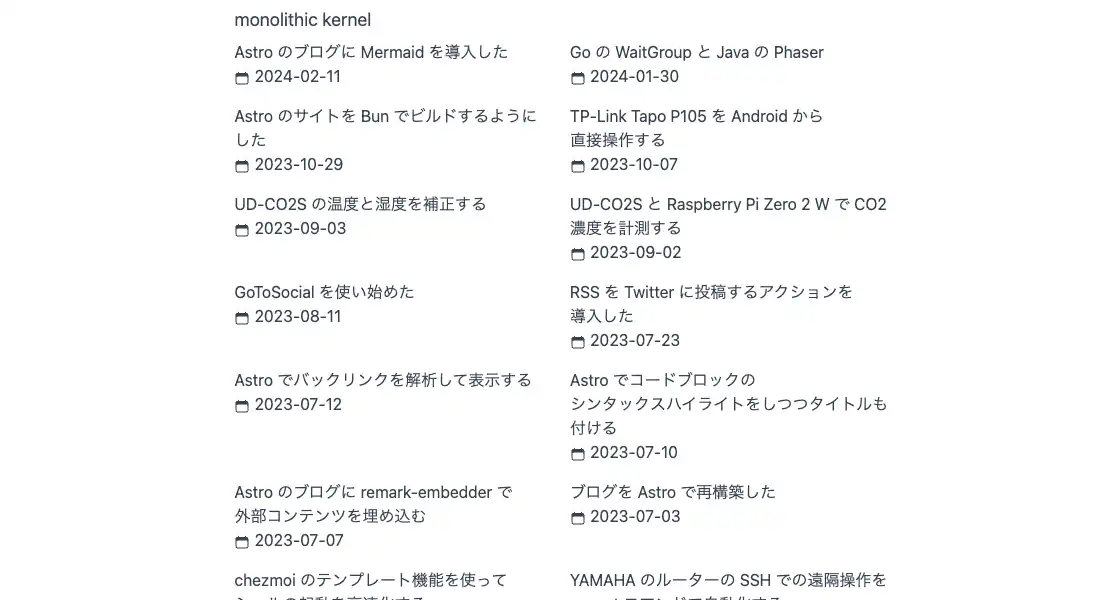 monolithic kernel
Astro のブログに Mermaid を導入した
2024-02-11
Go の WaitGroup と Java の Phaser
2024-01-30
Astro のサイトを Bun でビルドするように
した
2023-10-29
TP-Link Tapo P105 を Android から
直接操作する
2023-10-07
UD-CO2S の温度と湿度を補正する
2023-09-03
UD-CO2S と Raspberry Pi Zero 2 W で CO2
濃度を計測する
2023-09-02
GoToSocial を使い始めた
2023-08-11
RSS を Twitter に投稿するアクションを
導入した
2023-07-23
Astro でバックリンクを解析して表示する
2023-07-12
Astro でコードブロックの
シンタックスハイライトをしつつタイトルも
付ける
2023-07-10
Astro のブログに remark-embedder で
外部コンテンツを埋め込む
2023-07-07
ブログを Astro で再構築した
2023-07-03
chezmoi のテンプレート機能を使って
YAMAHA のルーターの SSH での遠隔操作を